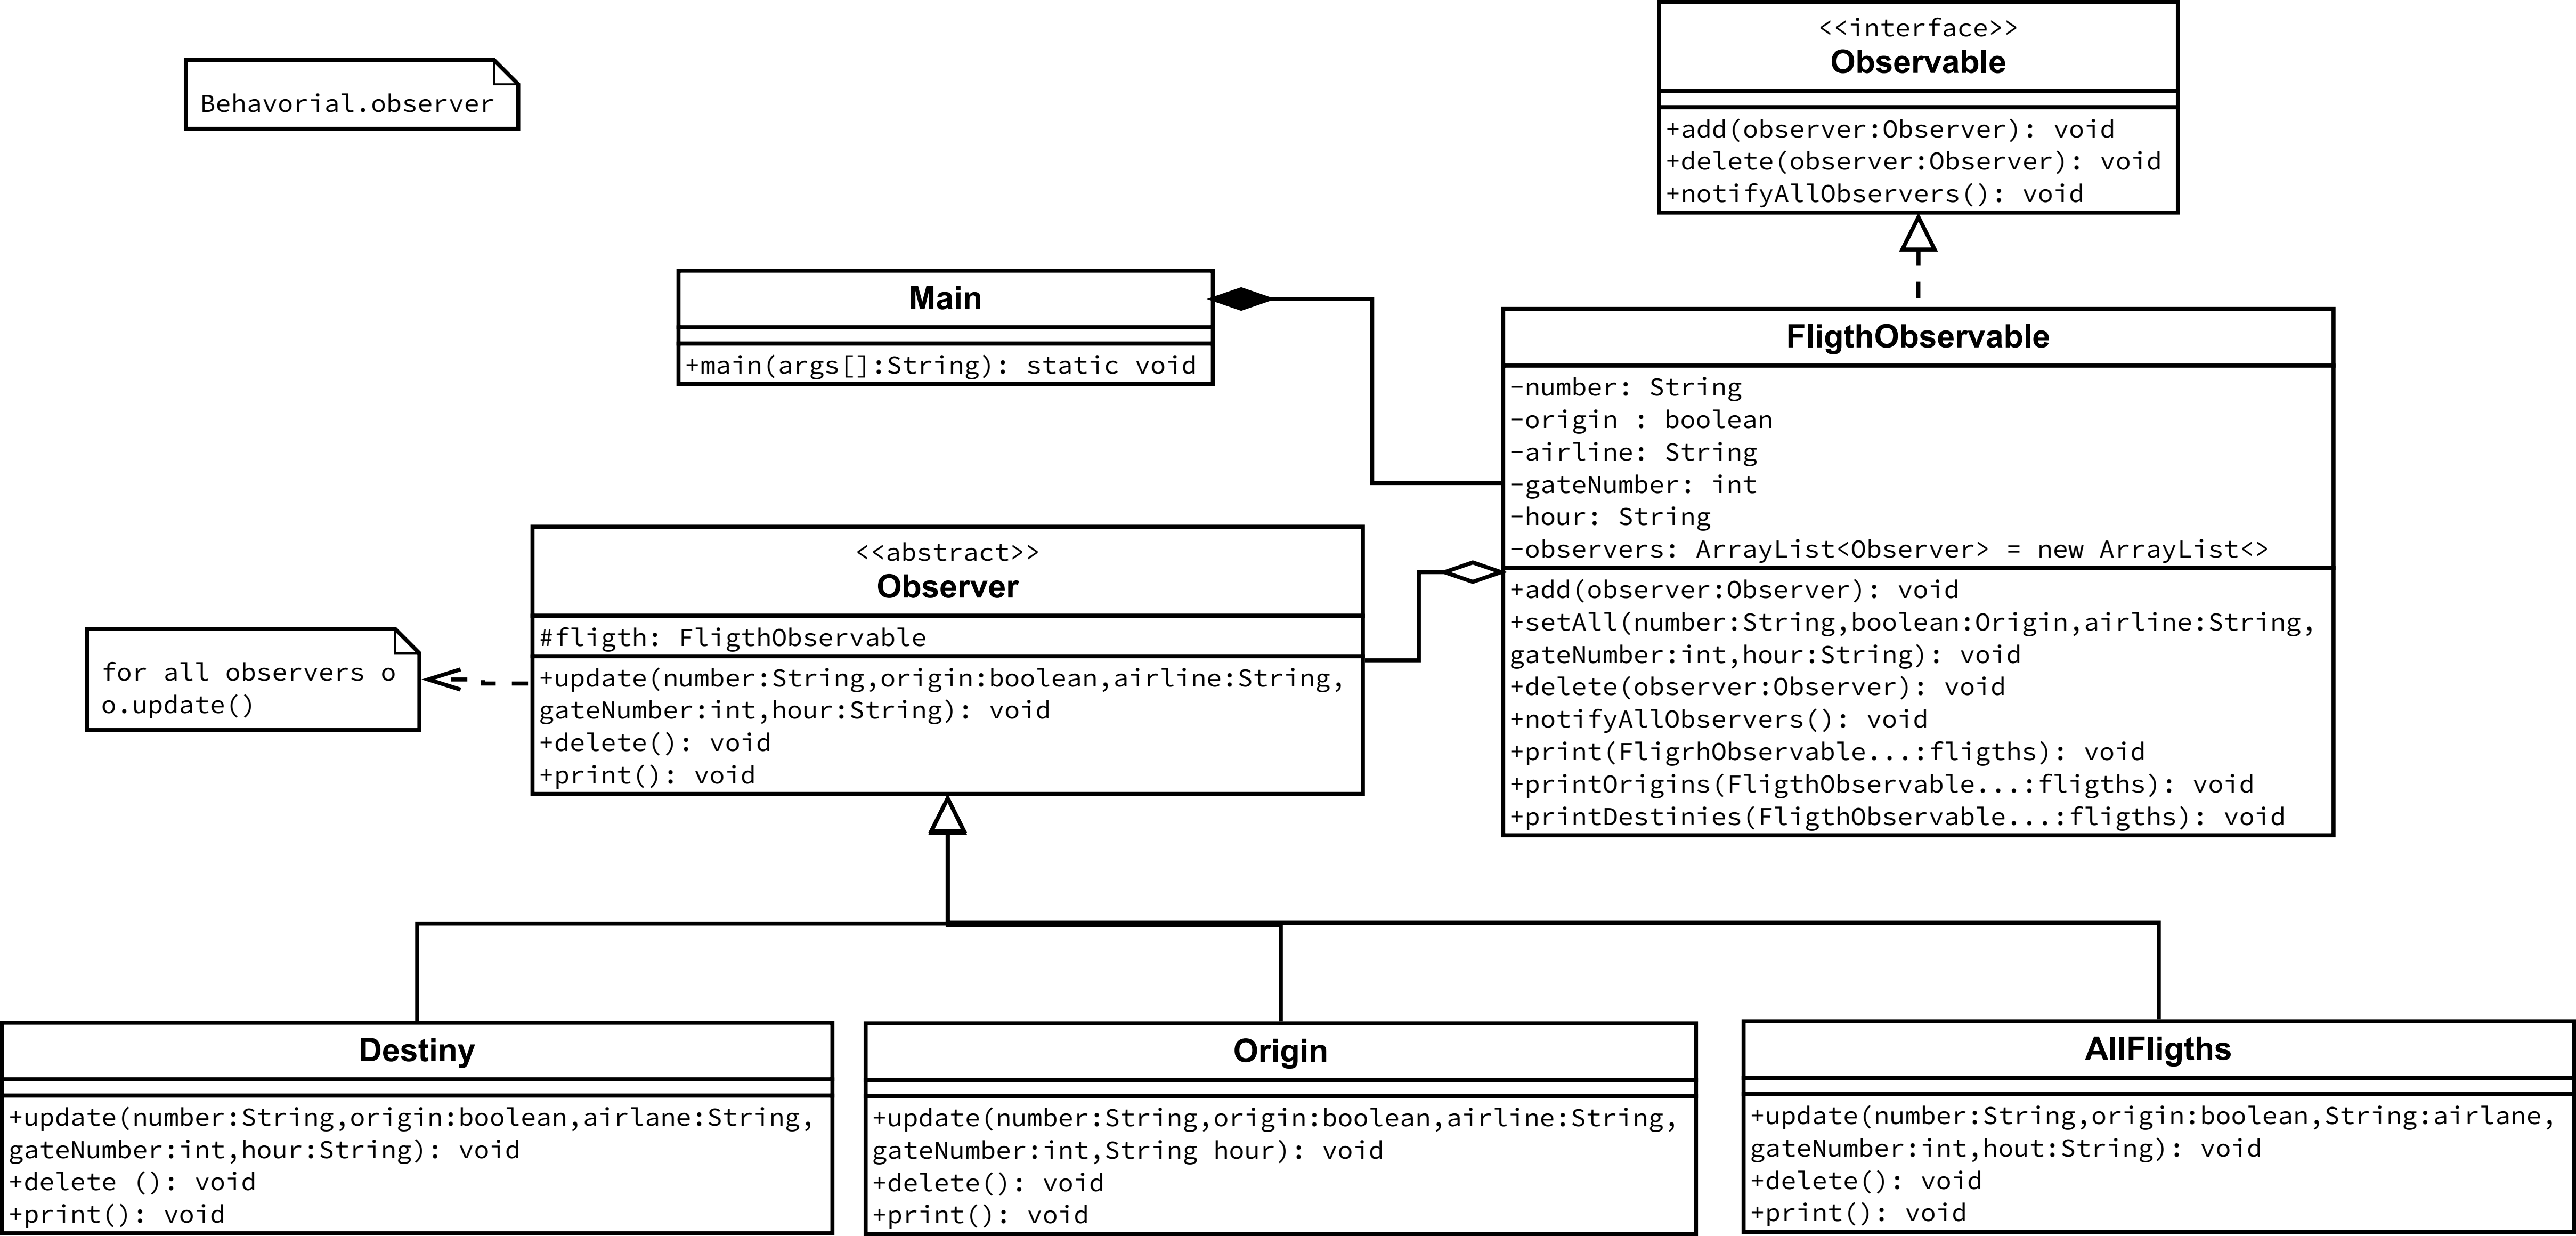 Behavorial.observer
<<interface>>
Observable
+add(observer:Observer): void
+delete(observer:Observer): void
+notifyAllObservers(): void
Main
+main(args[]:String): static void
FligthObservable
-number: String
-origin : boolean
-airline: String
-gateNumber: int
-hour: String
-observers: ArrayList<Observer> = new ArrayList<>
+add(observer:Observer): void
+setAll(number:String,boolean:Origin,airline:String,
gateNumber:int,hour:String): void
+delete(observer:Observer): void
+notifyAllObservers(): void
+print(FligrhObservable...:fligths): void
+printOrigins(FligthObservable...:fligths): void
+printDestinies(FligthObservable...:fligths): void
<<abstract>>
Observer
#fligth: FligthObservable
+update(number:String,origin:boolean,airline:String,
gateNumber:int,hour:String): void
+delete(): void
+print(): void
for all observers o
o.update()
Destiny
+update(number:String,origin:boolean,airlane:String,
gateNumber:int,hour:String): void
+delete (): void
+print(): void
Origin
+update(number:String,origin:boolean,airline:String,
gateNumber:int,String hour): void
+delete(): void
+print(): void
AllFligths
+update(number:String,origin:boolean,String:airlane,
gateNumber:int,hout:String): void
+delete(): void
+print(): void